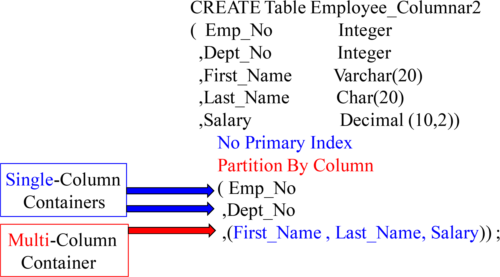 CREATE Table Employee_Columnar2
( Emp_No Integer
,Dept_No Integer
,First_Name Varchar(20)
,Last_Name Char(20)
,Salary Decimal (10,2))
No Primary Index
Partition By Column
Single-Column
Containers
( Emp_No
,Dept_No
Multi-Column
Container
,(First_Name , Last_Name, Salary)) ;